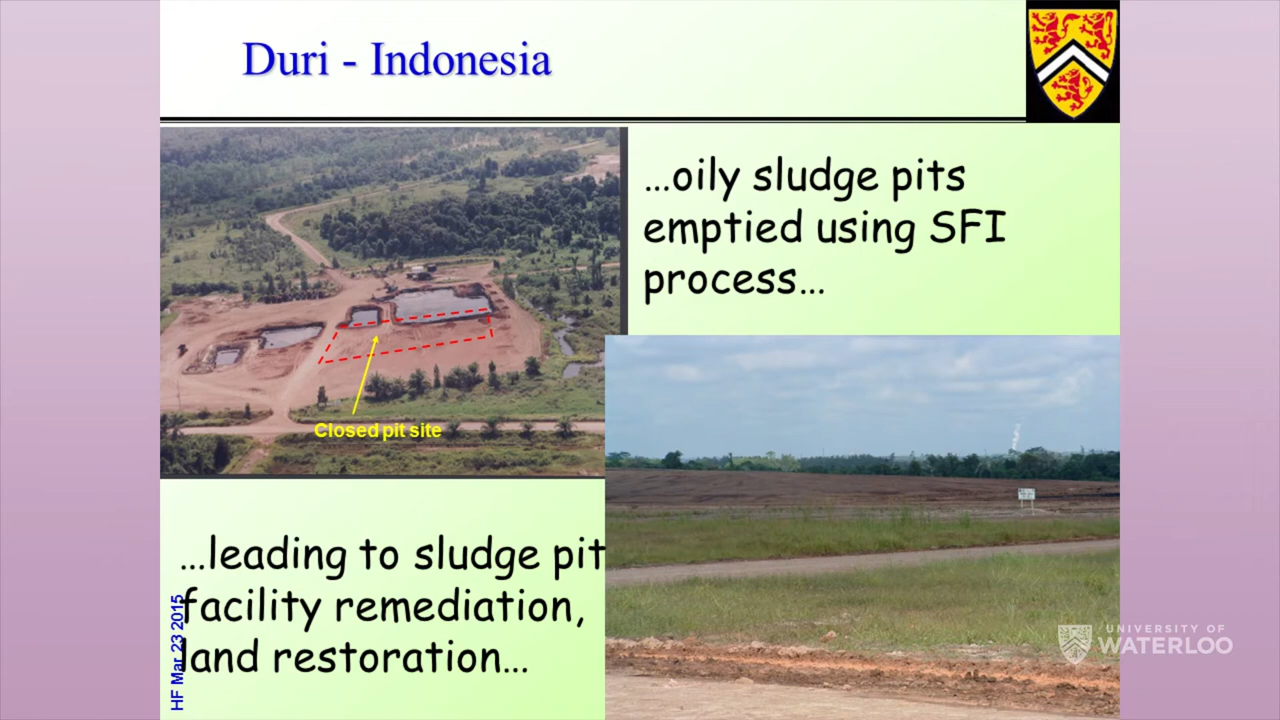 Duri - Indonesia
...oily sludge pits
emptied using SFI
process...
Closed pit site
...leading to sludge pit
facility remediation,
land restoration...
HF Mar 23 2015
UNIVERSITY OF
WATERLOO